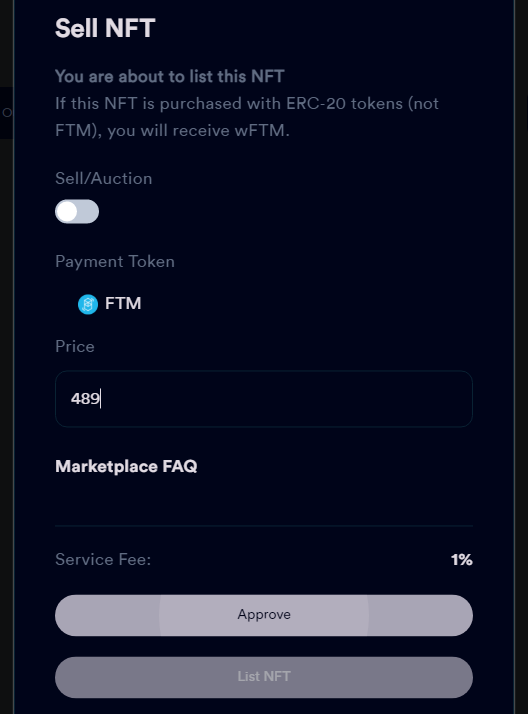 Sell NFT
You are about to list this NFT
If this NFT is purchased with ERC-20 tokens (not
FTM), you will receive wFTM.
Sell/Auction
Payment Token
FTM
Price
489
Marketplace FAQ
Service Fee: 1%
Approve
List NFT